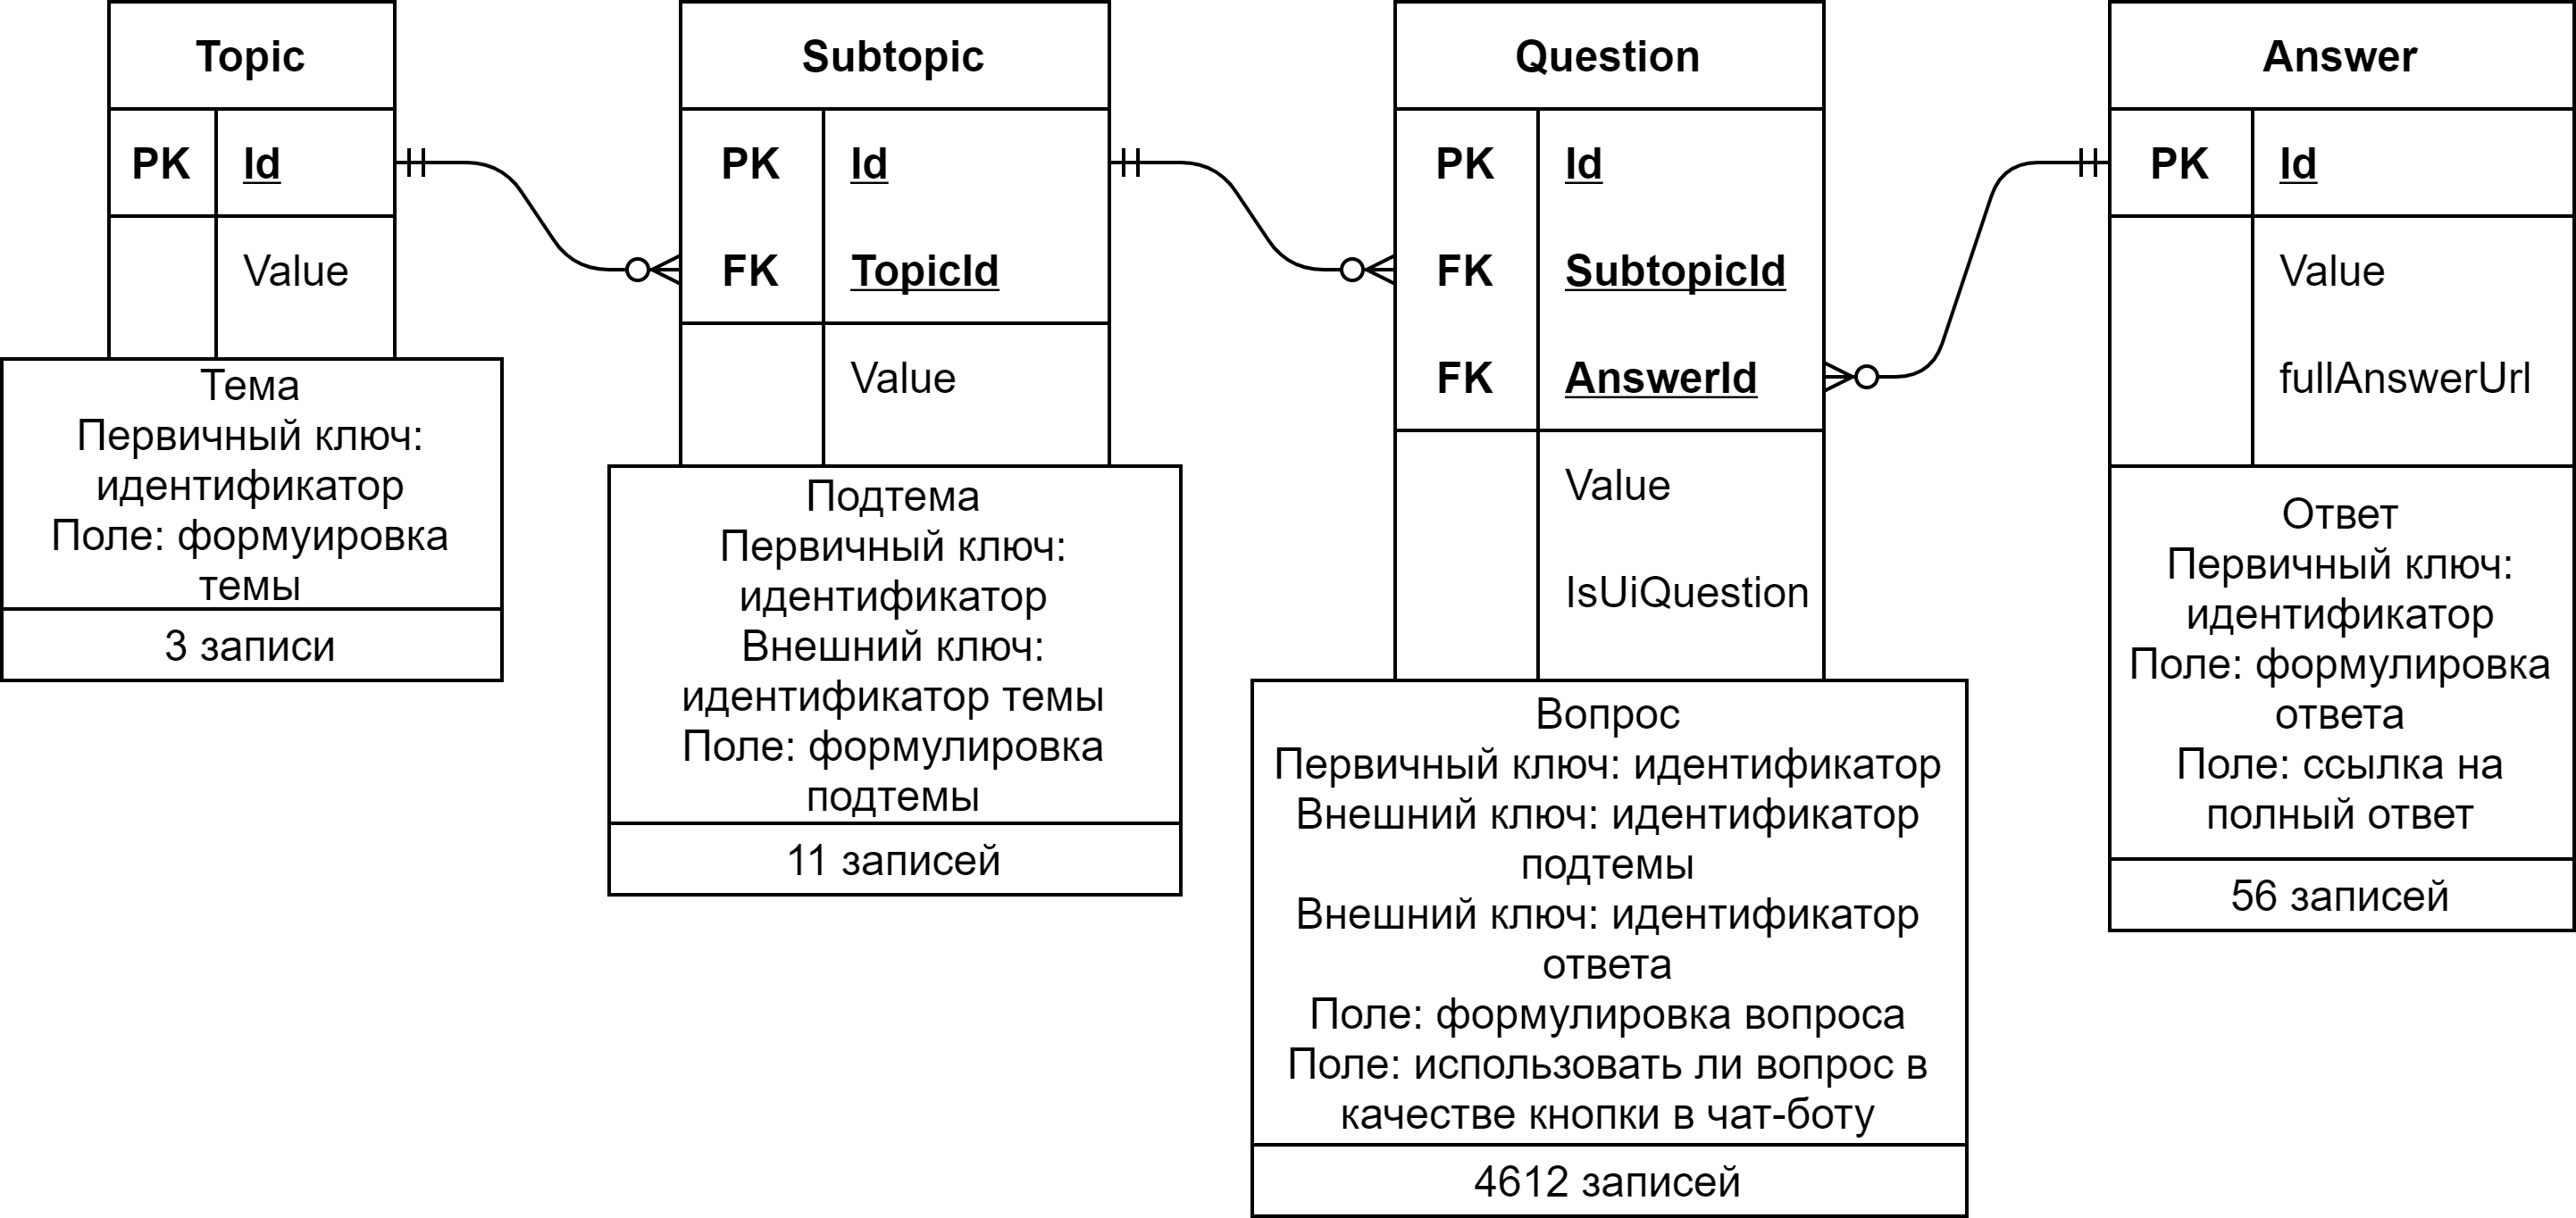 Topic
PK Id
Value
Тема
Первичный ключ:
идентификатор
Поле: формуировка
темы
3 записи
Subtopic
PK Id
FK TopicId
Value
Подтема
Первичный ключ:
идентификатор
Внешний ключ:
идентификатор темы
Поле: формулировка
подтемы
11 записей
Question
PK Id
FK SubtopicId
FK AnswerId
Value
IsUiQuestion
Вопрос
Первичный ключ: идентификатор
Внешний ключ: идентификатор
подтемы
Внешний ключ: идентификатор
ответа
Поле: формулировка вопроса
Поле: использовать ли вопрос в
качестве кнопки в чат-боту
4612 записей
Answer
PK Id
Value
fullAnswerUrl
Ответ
Первичный ключ:
идентификатор
Поле: формулировка
ответа
Поле: ссылка на
полный ответ
56 записей